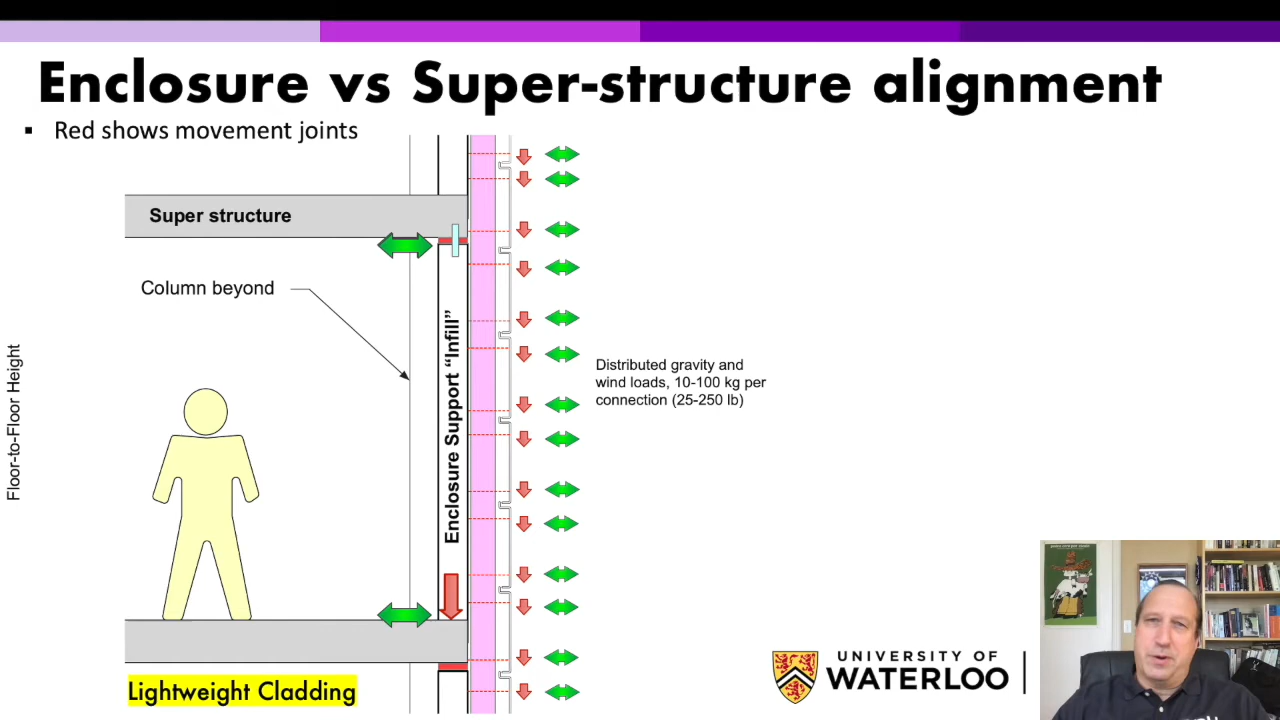 Enclosure vs Super-structure alignment
▪ Red shows movement joints
Super structure
Column beyond
Floor-to-Floor Height
Enclosure Support “Infill”
Distributed gravity and
wind loads, 10-100 kg per
connection (25-250 lb)
Lightweight Cladding
UNIVERSITY OF
WATERLOO